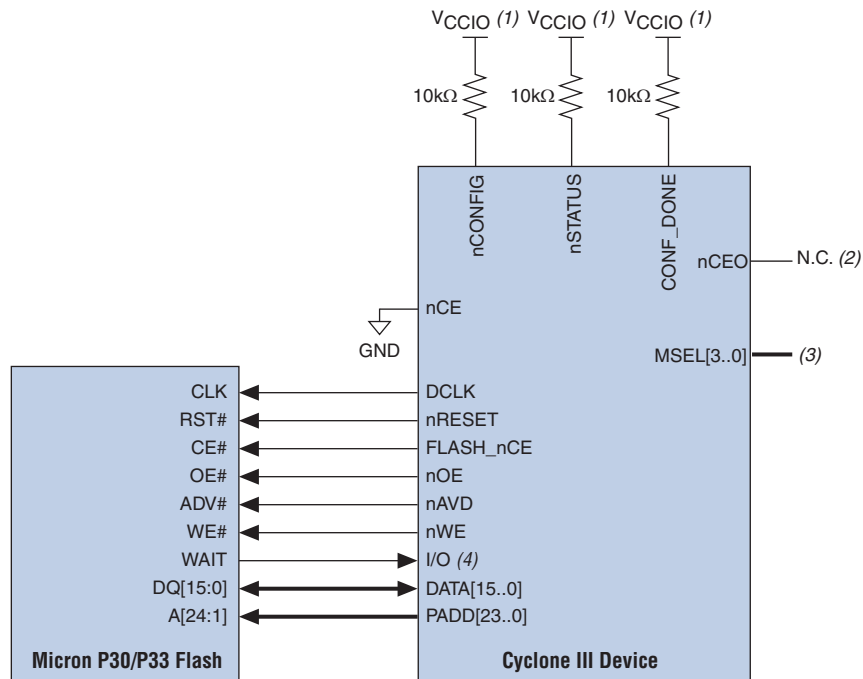 VCCIO (1) VCCIO (1) VCCIO (1)
10kΩ 10kΩ 10kΩ
nCONFIG
nSTATUS
CONF_DONE
nCEO N.C. (2)
nCE
GND
MSEL[3..0] (3)
CLK DCLK
RST# nRESET
CE# FLASH_nCE
OE# nOE
ADV# nAVD
WE# nWE
WAIT I/O (4)
DQ[15:0] DATA[15..0]
A[24:1] PADD[23..0]
Micron P30/P33 Flash Cyclone III Device